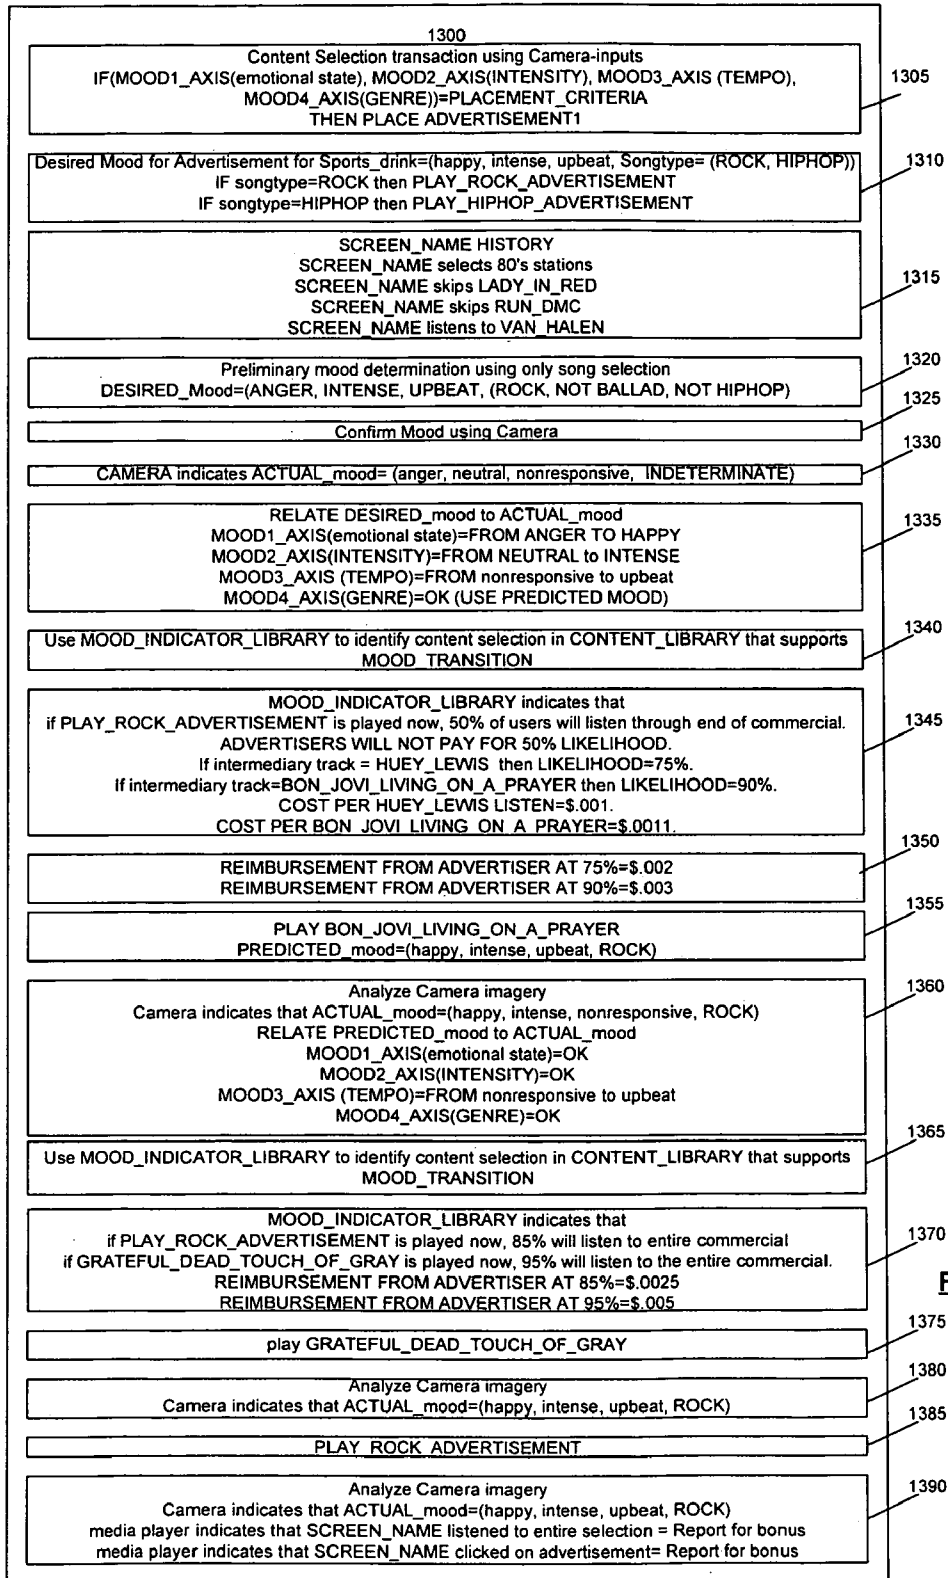 1300
Content Selection transaction using Camera-inputs
IF(MOOD1_AXIS(emotional state), MOOD2_AXIS(INTENSITY), MOOD3_AXIS (TEMPO),
MOOD4_AXIS(GENRE))=PLACEMENT_CRITERIA
THEN PLACE ADVERTISEMENT1
1305
Desired Mood for Advertisement for Sports_drink=(happy, intense, upbeat, Songtype= (ROCK, HIPHOP))
IF songtype=ROCK then PLAY_ROCK_ADVERTISEMENT
IF songtype=HIPHOP then PLAY_HIPHOP_ADVERTISEMENT
1310
SCREEN_NAME HISTORY
SCREEN_NAME selects 80's stations
SCREEN_NAME skips LADY_IN_RED
SCREEN_NAME skips RUN_DMC
SCREEN_NAME listens to VAN_HALEN
1315
Preliminary mood determination using only song selection
DESIRED_Mood=(ANGER, INTENSE, UPBEAT, (ROCK, NOT BALLAD, NOT HIPHOP)
1320
Confirm Mood using Camera
1325
CAMERA indicates ACTUAL_mood= (anger, neutral, nonresponsive, INDETERMINATE)
1330
RELATE DESIRED_mood to ACTUAL_mood
MOOD1_AXIS(emotional state)=FROM ANGER TO HAPPY
MOOD2_AXIS(INTENSITY)=FROM NEUTRAL to INTENSE
MOOD3_AXIS (TEMPO)=FROM nonresponsive to upbeat
MOOD4_AXIS(GENRE)=OK (USE PREDICTED MOOD)
1335
Use MOOD_INDICATOR_LIBRARY to identify content selection in CONTENT_LIBRARY that supports
MOOD_TRANSITION
1340
MOOD_INDICATOR_LIBRARY indicates that
if PLAY_ROCK_ADVERTISEMENT is played now, 50% of users will listen through end of commercial.
ADVERTISERS WILL NOT PAY FOR 50% LIKELIHOOD.
If intermediary track = HUEY_LEWIS then LIKELIHOOD=75%.
If intermediary track=BON_JOVI_LIVING_ON_A_PRAYER then LIKELIHOOD=90%.
COST PER HUEY_LEWIS LISTEN=$.001.
COST PER BON_JOVI_LIVING_ON_A_PRAYER=$.0011.
1345
REIMBURSEMENT FROM ADVERTISER AT 75%=$.002
REIMBURSEMENT FROM ADVERTISER AT 90%=$.003
1350
PLAY BON_JOVI_LIVING_ON_A_PRAYER
PREDICTED_mood=(happy, intense, upbeat, ROCK)
1355
Analyze Camera imagery
Camera indicates that ACTUAL_mood=(happy, intense, nonresponsive, ROCK)
RELATE PREDICTED_mood to ACTUAL_mood
MOOD1_AXIS(emotional state)=OK
MOOD2_AXIS(INTENSITY)=OK
MOOD3_AXIS (TEMPO)=FROM nonresponsive to upbeat
MOOD4_AXIS(GENRE)=OK
1360
Use MOOD_INDICATOR_LIBRARY to identify content selection in CONTENT_LIBRARY that supports
MOOD_TRANSITION
1365
MOOD_INDICATOR_LIBRARY indicates that
if PLAY_ROCK_ADVERTISEMENT is played now, 85% will listen to entire commercial
if GRATEFUL_DEAD_TOUCH_OF_GRAY is played now, 95% will listen to the entire commercial.
REIMBURSEMENT FROM ADVERTISER AT 85%=$.0025
REIMBURSEMENT FROM ADVERTISER AT 95%=$.005
1370
F
play GRATEFUL_DEAD_TOUCH_OF_GRAY
1375
Analyze Camera imagery
Camera indicates that ACTUAL_mood=(happy, intense, upbeat, ROCK)
1380
PLAY_ROCK_ADVERTISEMENT
1385
Analyze Camera imagery
Camera indicates that ACTUAL_mood=(happy, intense, upbeat, ROCK)
media player indicates that SCREEN_NAME listened to entire selection = Report for bonus
media player indicates that SCREEN_NAME clicked on advertisement= Report for bonus
1390